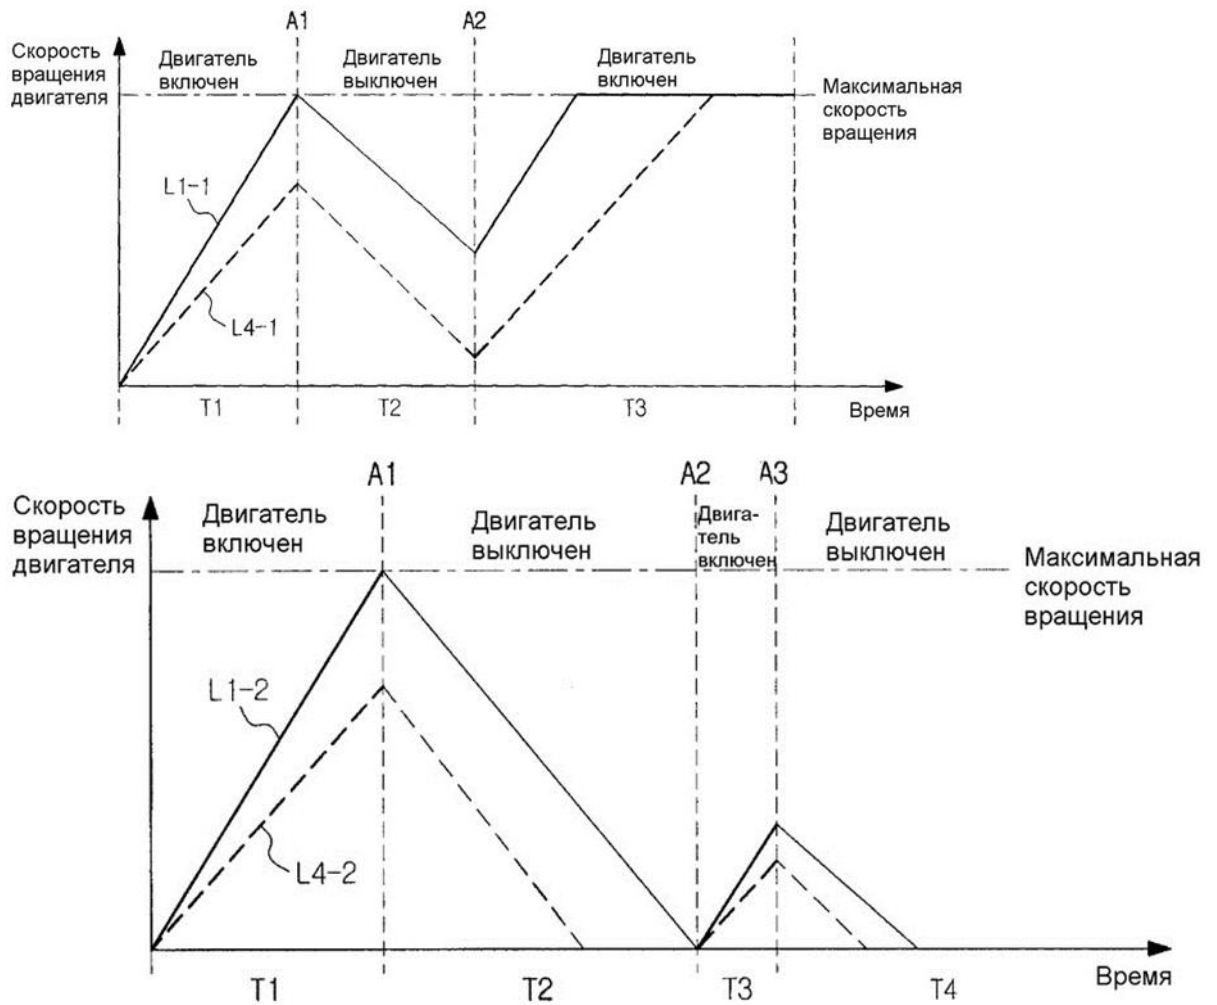 A1
A2
Скорость
вращения
двигателя
Двигатель
включен
Двигатель
выключен
Двигатель
включен
Максимальная
скорость
вращения
L1-1
L4-1
T1
T2
T3
Время
A1
A2
A3
Скорость
вращения
двигателя
Двигатель
включен
Двигатель
выключен
Двига-
тель
включен
Двигатель
выключен
Максимальная
скорость
вращения
L1-2
L4-2
T1
T2
T3
T4
Время